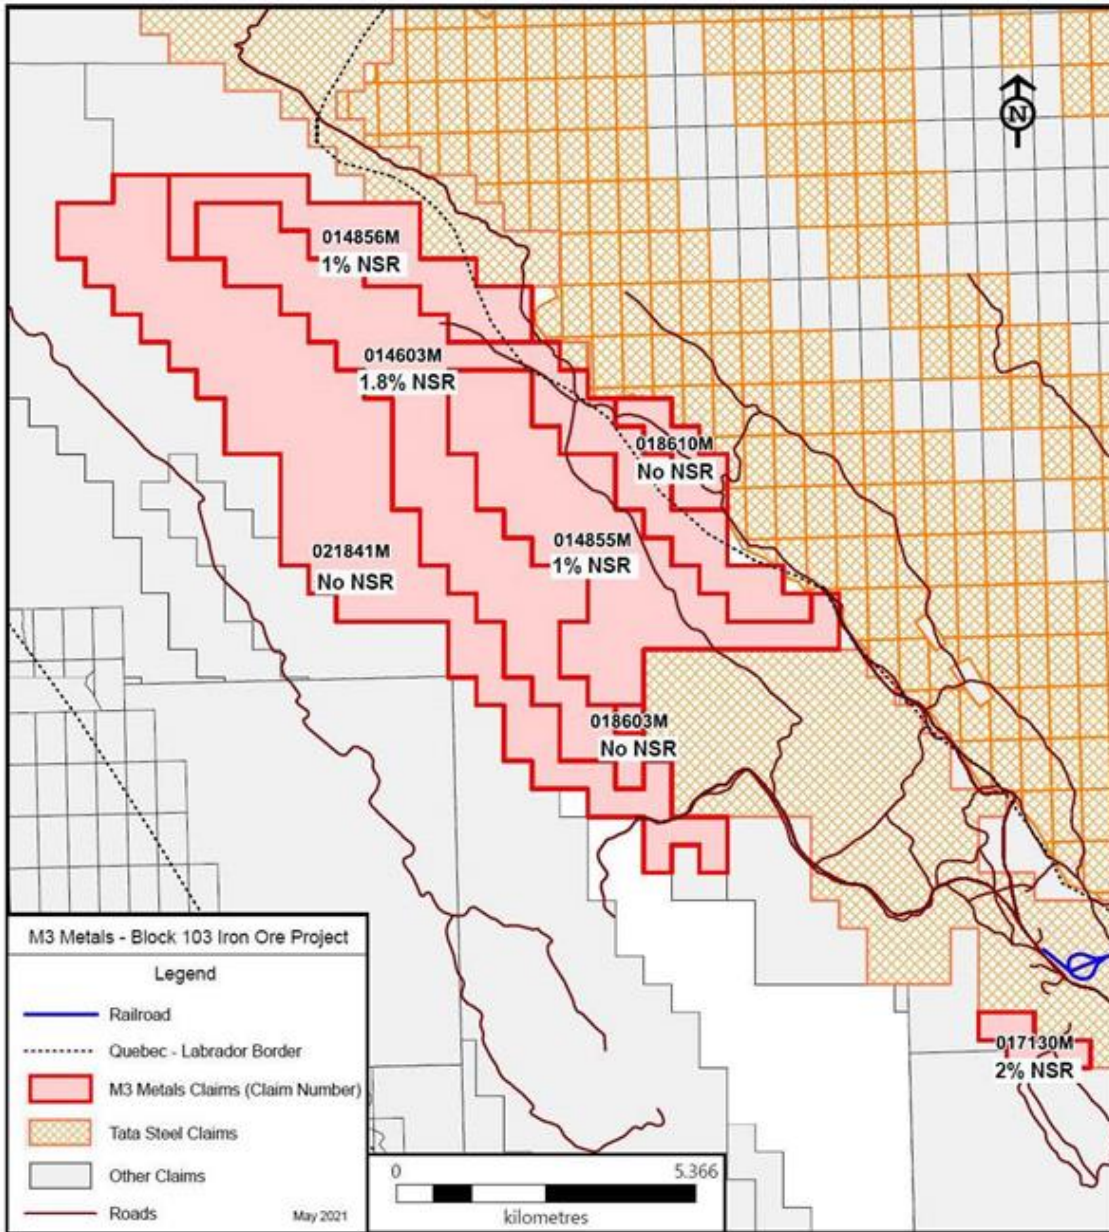 N
014856M
1% NSR
014603M
1.8% NSR
018610M
No NSR
014855M
1% NSR
021841M
No NSR
018603M
No NSR
017130M
2% NSR
M3 Metals - Block 103 Iron Ore Project
Legend
Railroad
Quebec - Labrador Border
M3 Metals Claims (Claim Number)
Tata Steel Claims
Other Claims
Roads
May 2021
0 5.366
kilometres